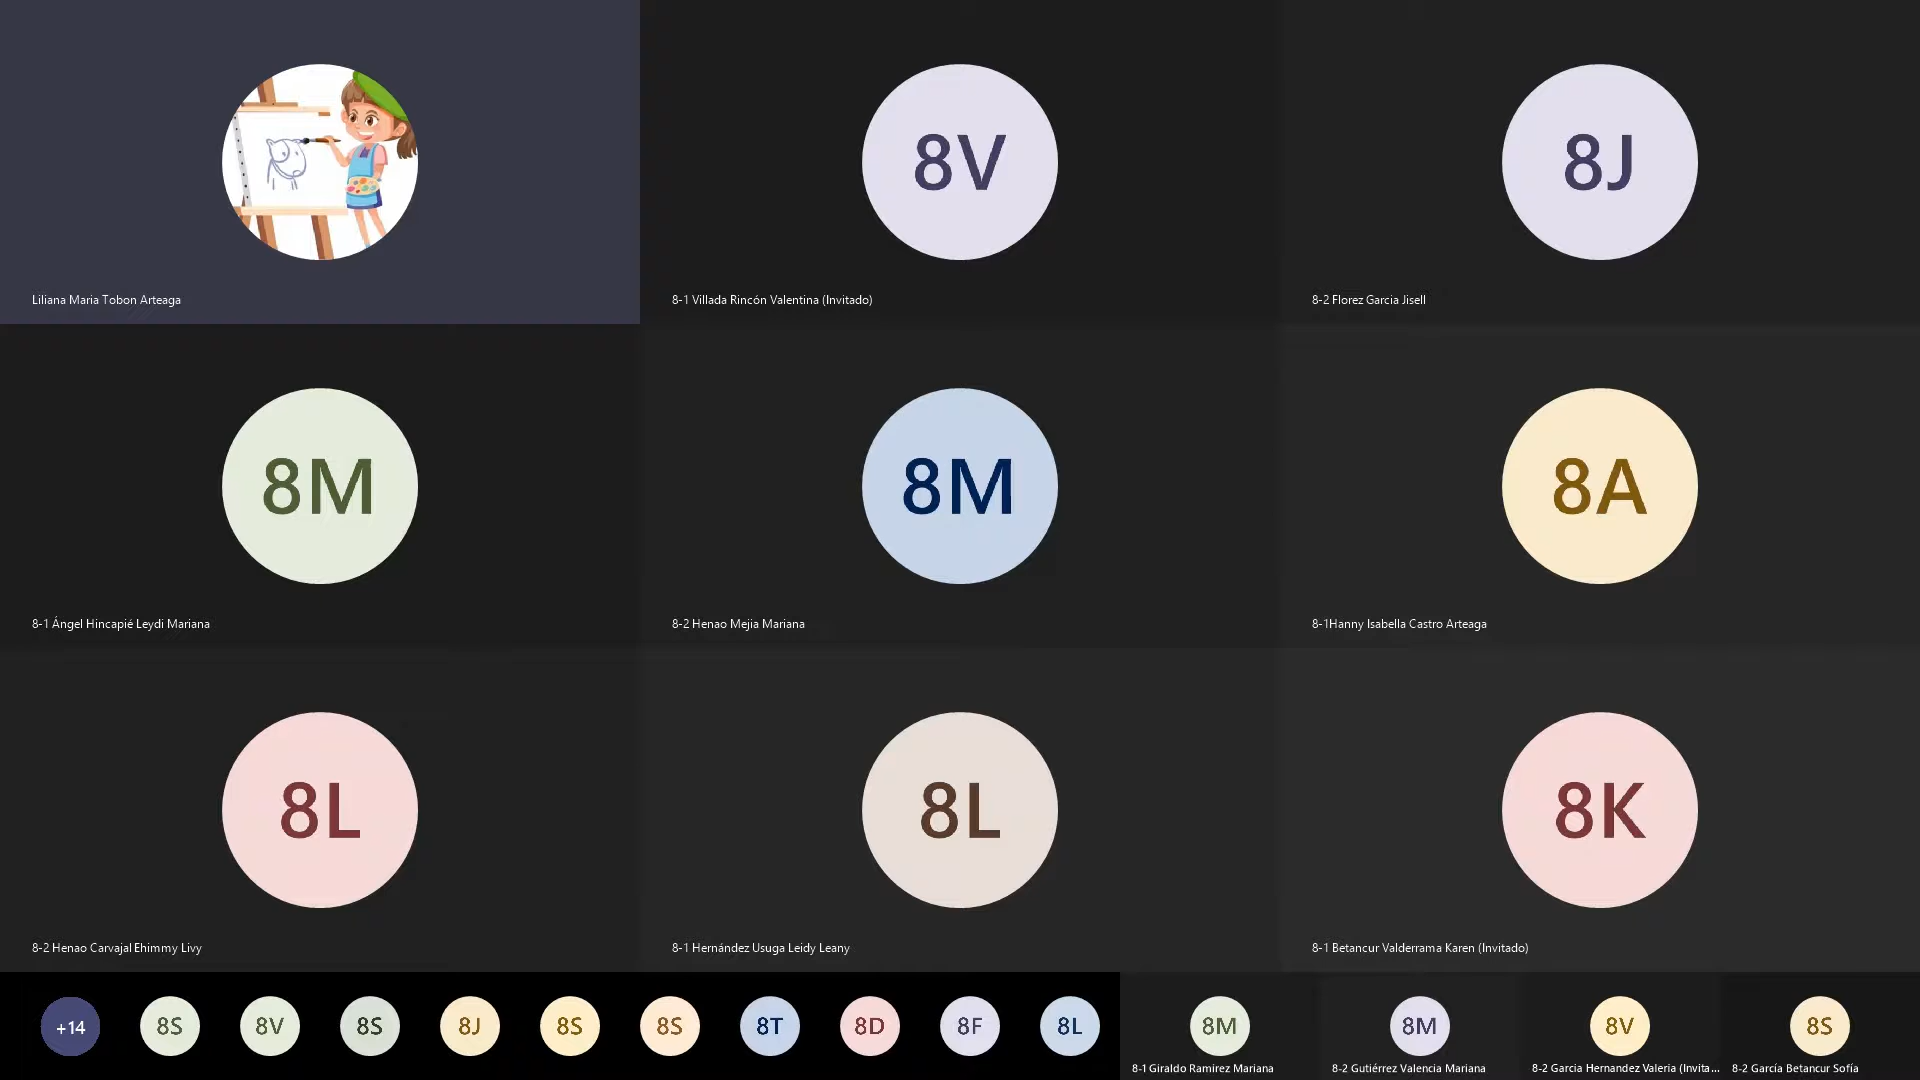 8V
8J
Liliana Maria Tobon Arteaga
8-1 Villada Rincón Valentina (Invitado)
8-2 Florez Garcia Jisell
8M
8M
8A
8-1 Ángel Hincapié Leydi Mariana
8-2 Henao Mejia Mariana
8-1Hanny Isabella Castro Arteaga
8L
8L
8K
8-2 Henao Carvajal Ehimmy Livy
8-1 Hernández Usuga Leidy Leany
8-1 Betancur Valderrama Karen (Invitado)
+14
8S
8V
8S
8J
8S
8S
8T
8D
8F
8L
8M
8M
8V
8S
8-1 Giraldo Ramirez Mariana
8-2 Gutiérrez Valencia Mariana
8-2 Garcia Hernandez Valeria (Invita...
8-2 García Betancur Sofía